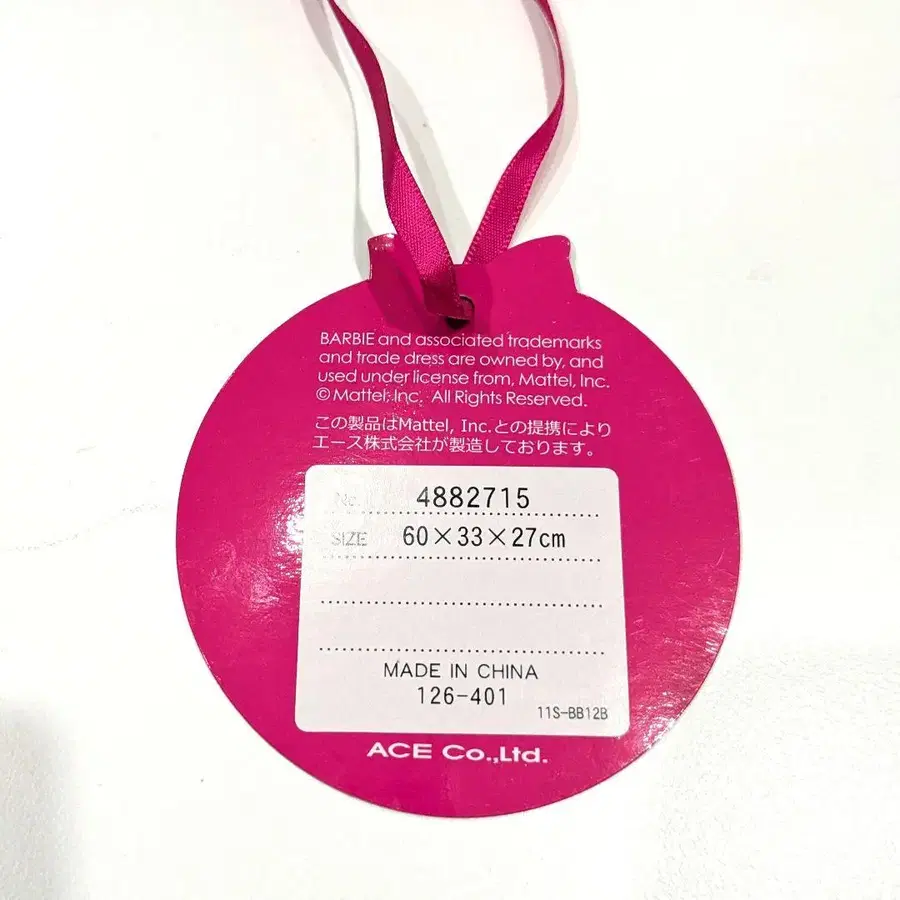 BARBIE and associated trademarks
and trade dress are owned by, and
used under license from, Mattel, Inc.
© Mattel, Inc. All Rights Reserved.
この製品はMattel, Inc.との提携により
エース株式会社が製造しております。
No. 4882715
SIZE 60×33×27cm
MADE IN CHINA
126-401
11S-BB12B
ACE Co.,Ltd.